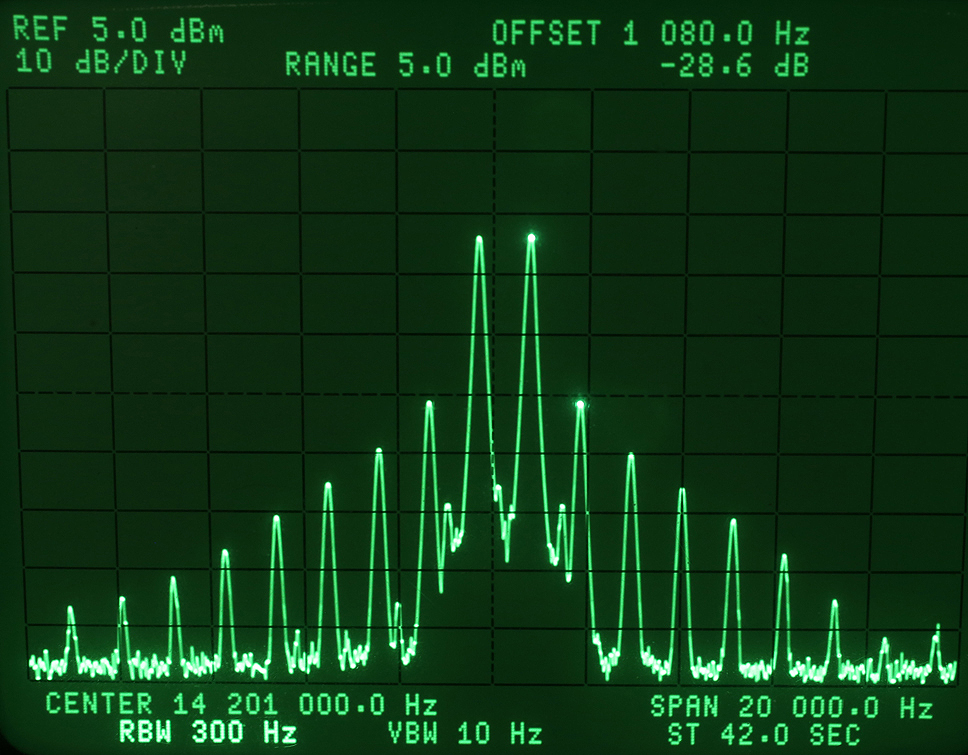 REF 5.0 dBm OFFSET 1 080.0 Hz
10 dB/DIV RANGE 5.0 dBm -28.6 dB
CENTER 14 201 000.0 Hz SPAN 20 000.0 Hz
RBW 300 Hz VBW 10 Hz ST 42.0 SEC